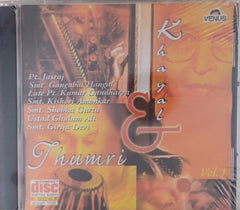 VENUS
Khayal
Pt. Jasraj
Smt. Gangubai Hangal
Late Pt. Kumar Gandharva
Smt. Kishori Amonkar
Smt. Shobha Gurtu
Ustad Ghulam Ali
Smt. Girija Devi
&
Thumri
Vol. 1
disc